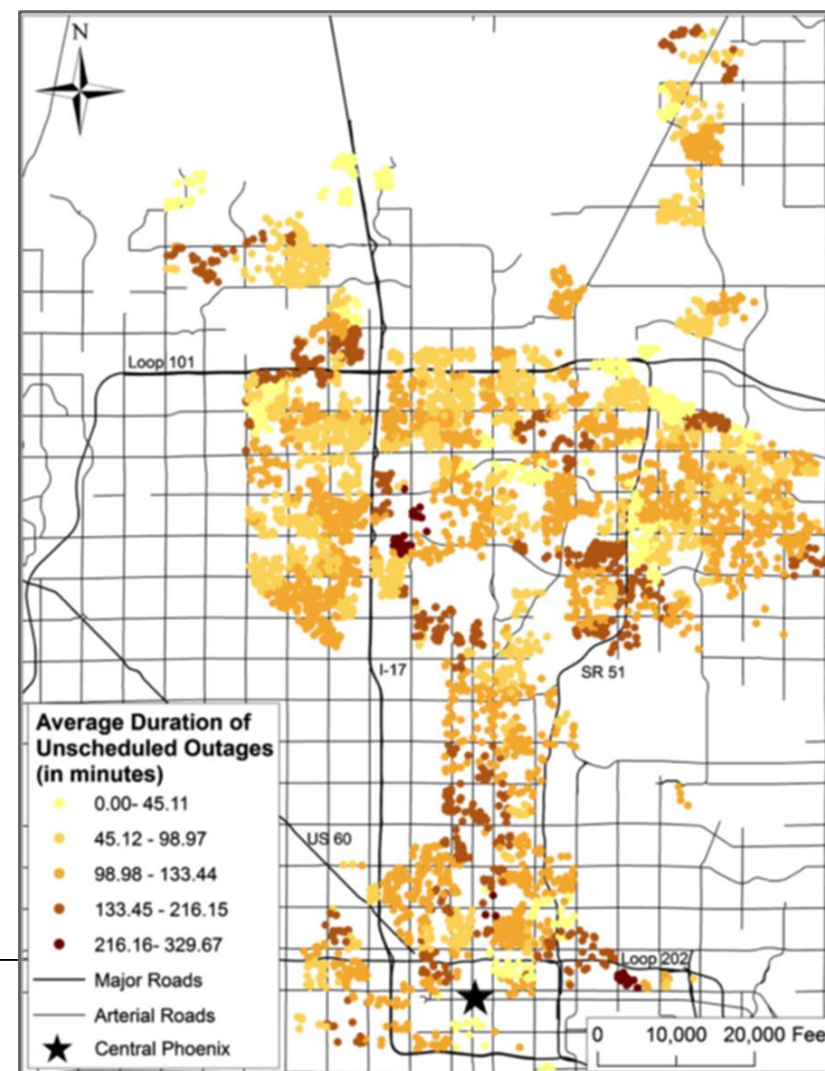 N
Loop 101
I-17
SR 51
Average Duration of
Unscheduled Outages
(in minutes)
0.00- 45.11
45.12 - 98.97
98.98 - 133.44
133.45 - 216.15
216.16- 329.67
Major Roads
Arterial Roads
Central Phoenix
US 60
Loop 202
0 10,000 20,000 Fee